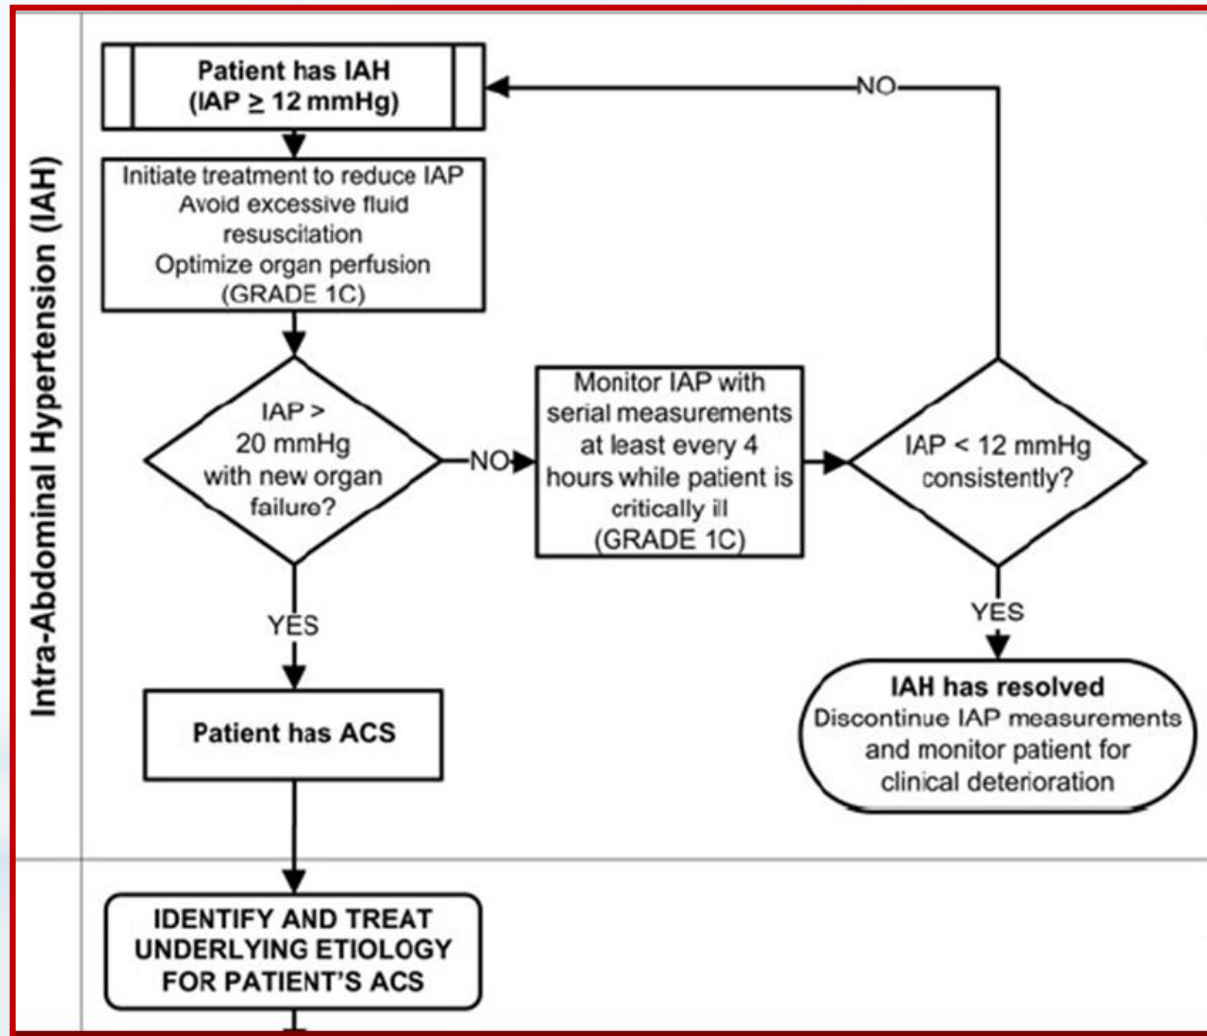 Intra-Abdominal Hypertension (IAH)
Patient has IAH
(IAP ≥ 12 mmHg)
NO
Initiate treatment to reduce IAP
Avoid excessive fluid
resuscitation
Optimize organ perfusion
(GRADE 1C)
IAP >
20 mmHg
with new organ
failure?
NO
Monitor IAP with
serial measurements
at least every 4
hours while patient is
critically ill
(GRADE 1C)
IAP < 12 mmHg
consistently?
YES
YES
Patient has ACS
IAH has resolved
Discontinue IAP measurements
and monitor patient for
clinical deterioration
IDENTIFY AND TREAT
UNDERLYING ETIOLOGY
FOR PATIENT'S ACS